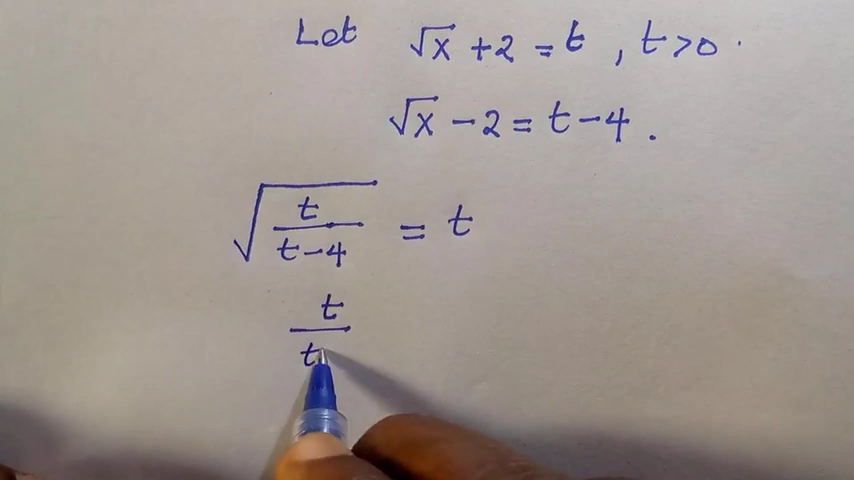 Let √x + 2 = t , t > 0 .
√x - 2 = t - 4 .
√(t/(t-4)) = t
t/t